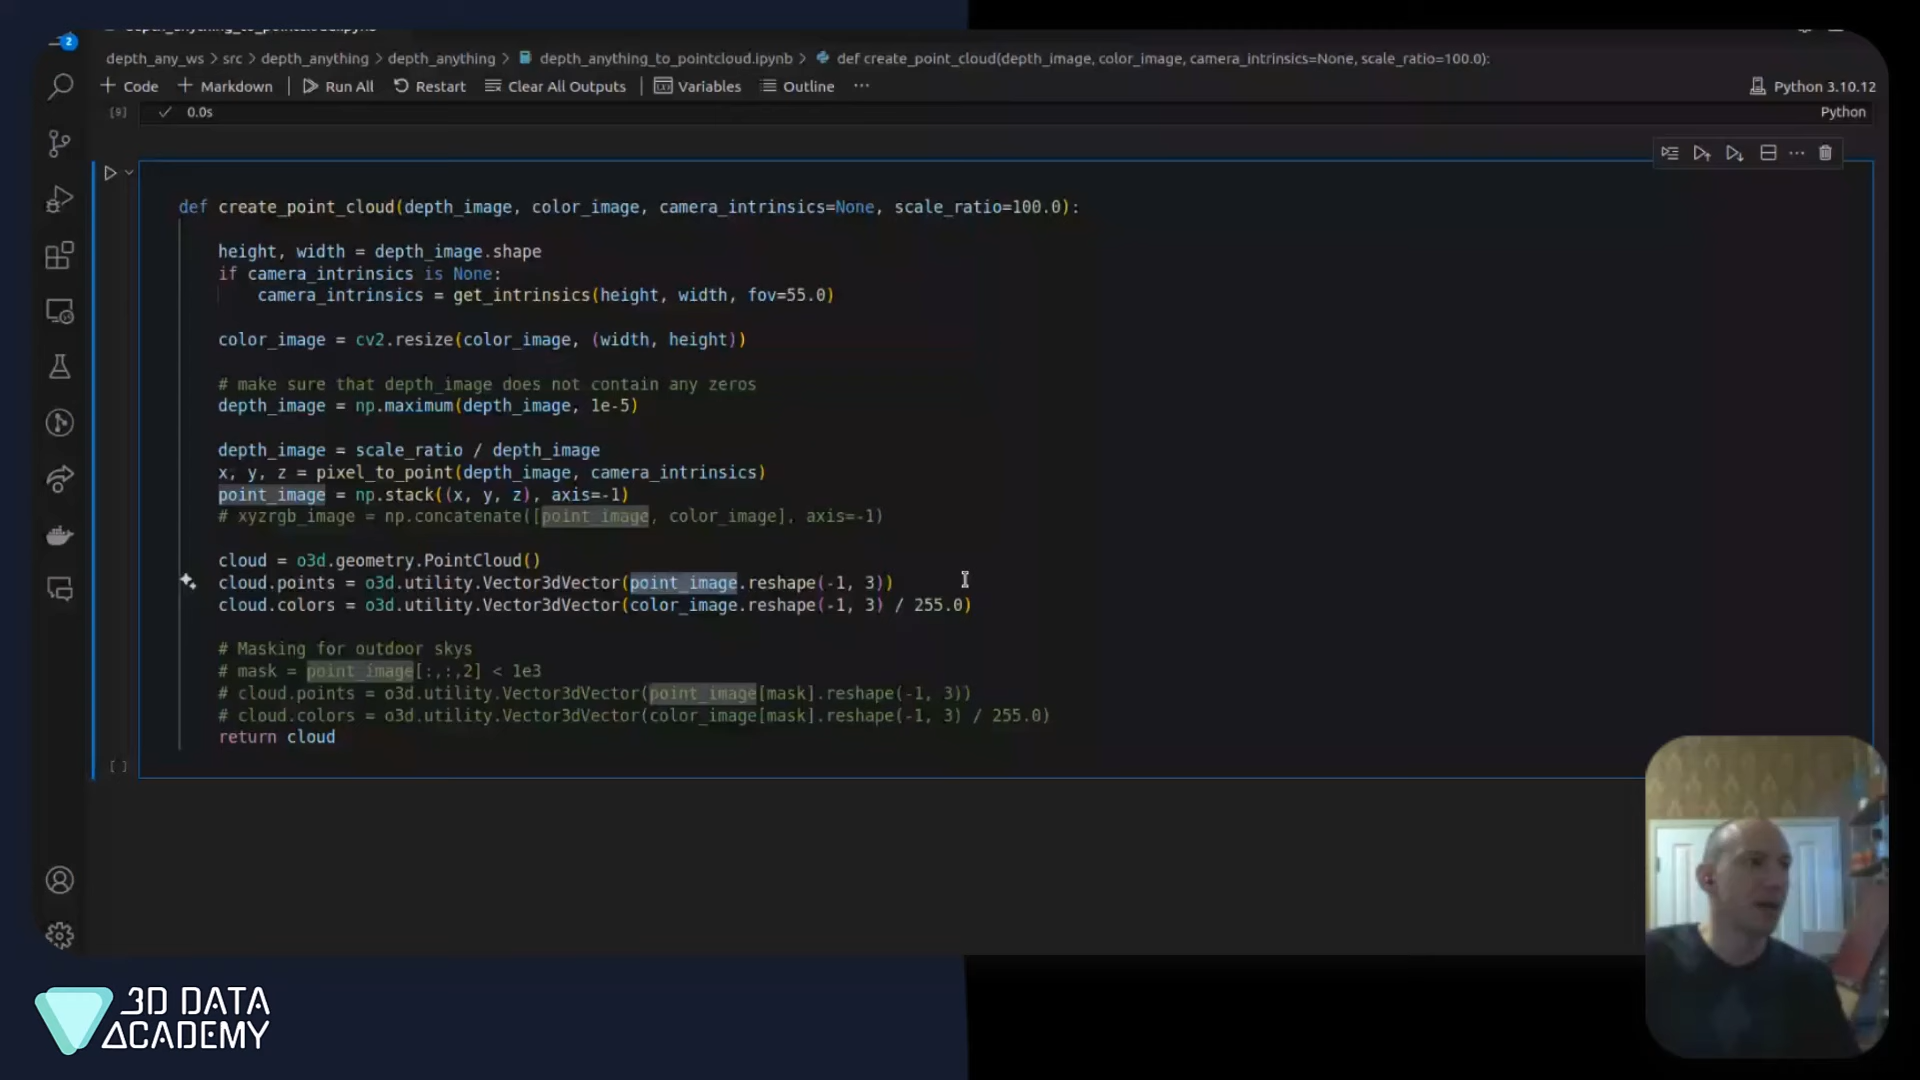 2
depth_anything_to_pointcloud.ipynb
depth_any_ws > src > depth_anything > depth_anything > depth_anything_to_pointcloud.ipynb > def create_point_cloud(depth_image, color_image, camera_intrinsics=None, scale_ratio=100.0):
+ Code + Markdown | Run All Restart Clear All Outputs | Variables Outline ... Python 3.10.12
[9] 0.0s Python
def create_point_cloud(depth_image, color_image, camera_intrinsics=None, scale_ratio=100.0):
height, width = depth_image.shape
if camera_intrinsics is None:
camera_intrinsics = get_intrinsics(height, width, fov=55.0)
color_image = cv2.resize(color_image, (width, height))
# make sure that depth_image does not contain any zeros
depth_image = np.maximum(depth_image, 1e-5)
depth_image = scale_ratio / depth_image
x, y, z = pixel_to_point(depth_image, camera_intrinsics)
point_image = np.stack((x, y, z), axis=-1)
# xyzrgb_image = np.concatenate([point_image, color_image], axis=-1)
cloud = o3d.geometry.PointCloud()
cloud.points = o3d.utility.Vector3dVector(point_image.reshape(-1, 3))
cloud.colors = o3d.utility.Vector3dVector(color_image.reshape(-1, 3) / 255.0)
# Masking for outdoor skys
# mask = point_image[:,:,2] < 1e3
# cloud.points = o3d.utility.Vector3dVector(point_image[mask].reshape(-1, 3))
# cloud.colors = o3d.utility.Vector3dVector(color_image[mask].reshape(-1, 3) / 255.0)
return cloud
[ ]
3D DATA
ACADEMY